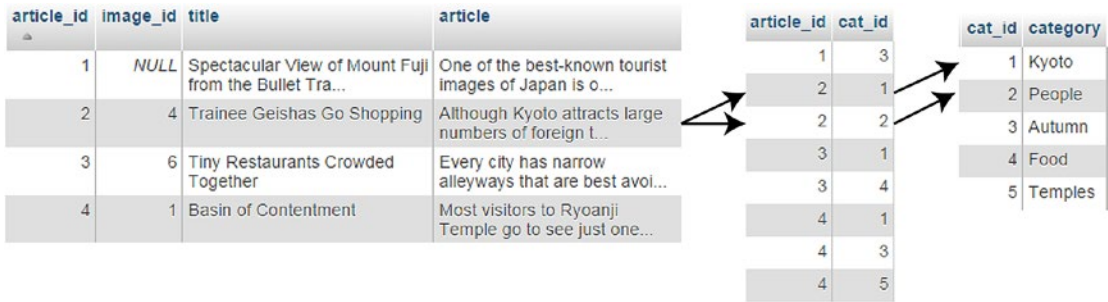 article_id image_id title article
1 NULL Spectacular View of Mount Fuji One of the best-known tourist
from the Bullet Tra... images of Japan is o...
2 4 Trainee Geishas Go Shopping Although Kyoto attracts large
numbers of foreign t...
3 6 Tiny Restaurants Crowded Every city has narrow
Together alleyways that are best avoi...
4 1 Basin of Contentment Most visitors to Ryoanji
Temple go to see just one...
article_id cat_id
1 3
2 1
2 2
3 1
3 4
4 1
4 3
4 5
cat_id category
1 Kyoto
2 People
3 Autumn
4 Food
5 Temples